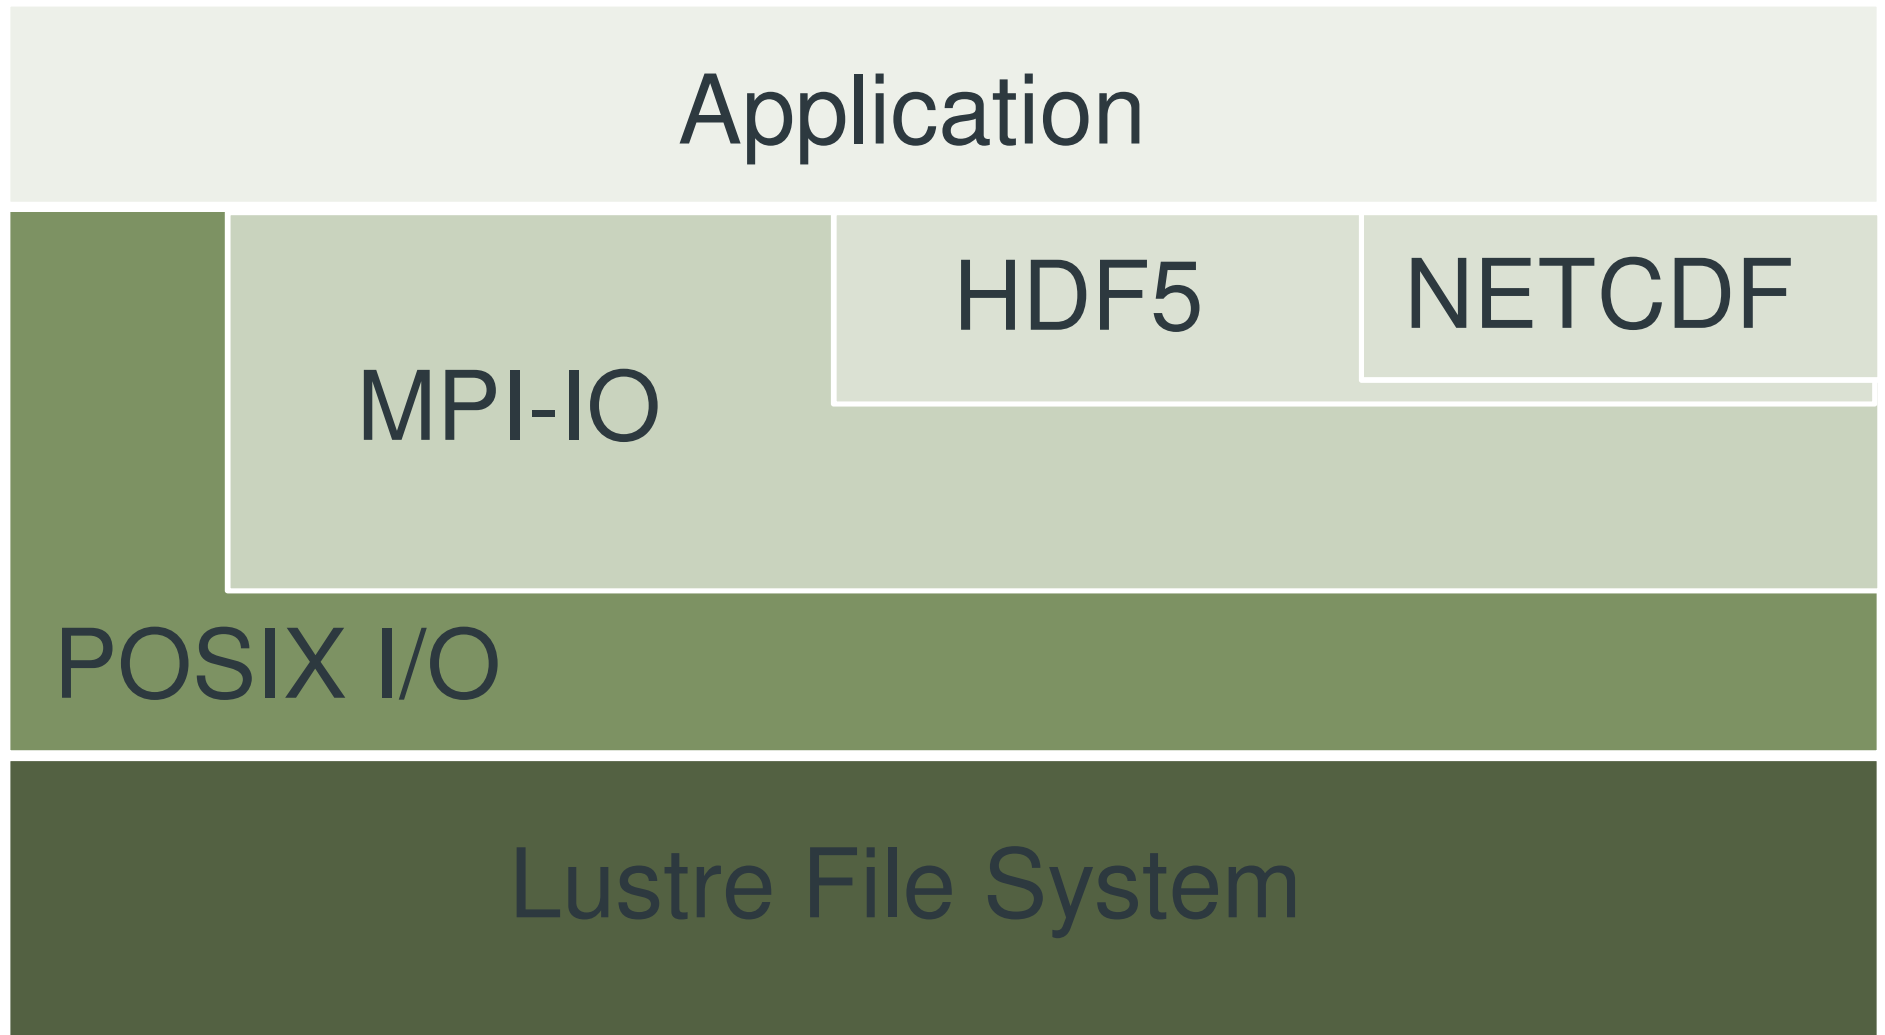 Application
HDF5
NETCDF
MPI-IO
POSIX I/O
Lustre File System